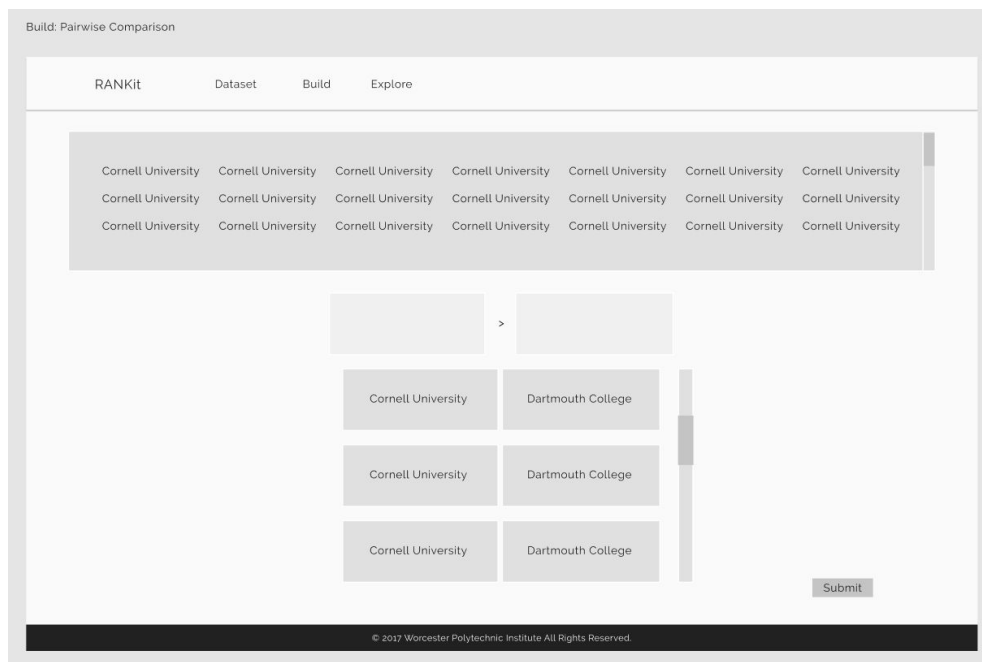 Build: Pairwise Comparison
RANKit Dataset Build Explore
Cornell University Cornell University Cornell University Cornell University Cornell University Cornell University Cornell University
Cornell University Cornell University Cornell University Cornell University Cornell University Cornell University Cornell University
Cornell University Cornell University Cornell University Cornell University Cornell University Cornell University Cornell University
>
Cornell University Dartmouth College
Cornell University Dartmouth College
Cornell University Dartmouth College
Submit
© 2017 Worcester Polytechnic Institute All Rights Reserved.